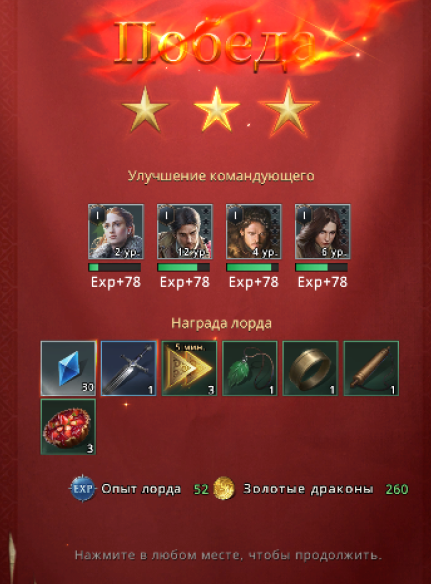 Победа
Улучшение командующего
I I I I
2 ур. 12 ур. 4 ур. 6 ур.
Exp+78 Exp+78 Exp+78 Exp+78
Награда лорда
5 мин.
30 1 3 1 1 1
3
EXP Опыт лорда 52 Золотые драконы 260
Нажмите в любом месте, чтобы продолжить.